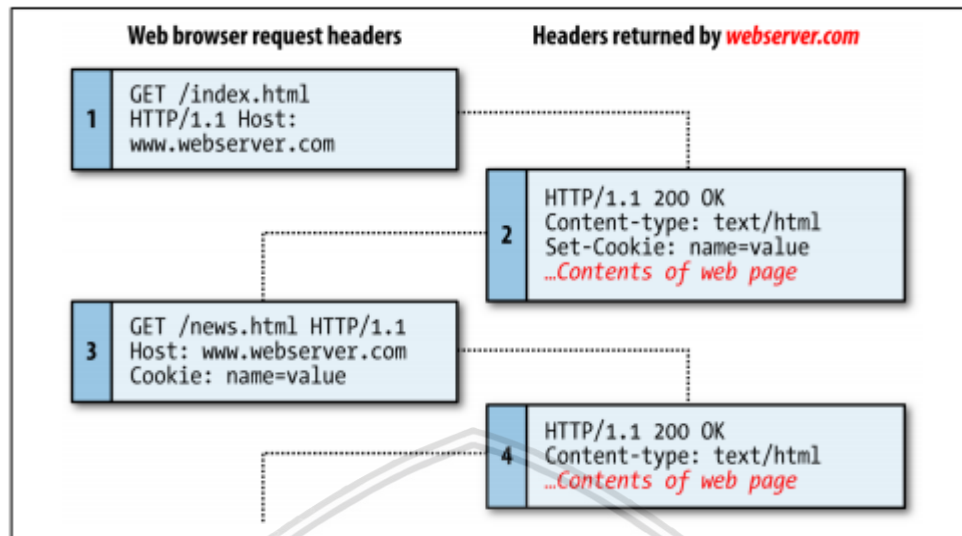 Web browser request headers
Headers returned by webserver.com
1
GET /index.html
HTTP/1.1 Host:
www.webserver.com
2
HTTP/1.1 200 OK
Content-type: text/html
Set-Cookie: name=value
…Contents of web page
3
GET /news.html HTTP/1.1
Host: www.webserver.com
Cookie: name=value
4
HTTP/1.1 200 OK
Content-type: text/html
…Contents of web page